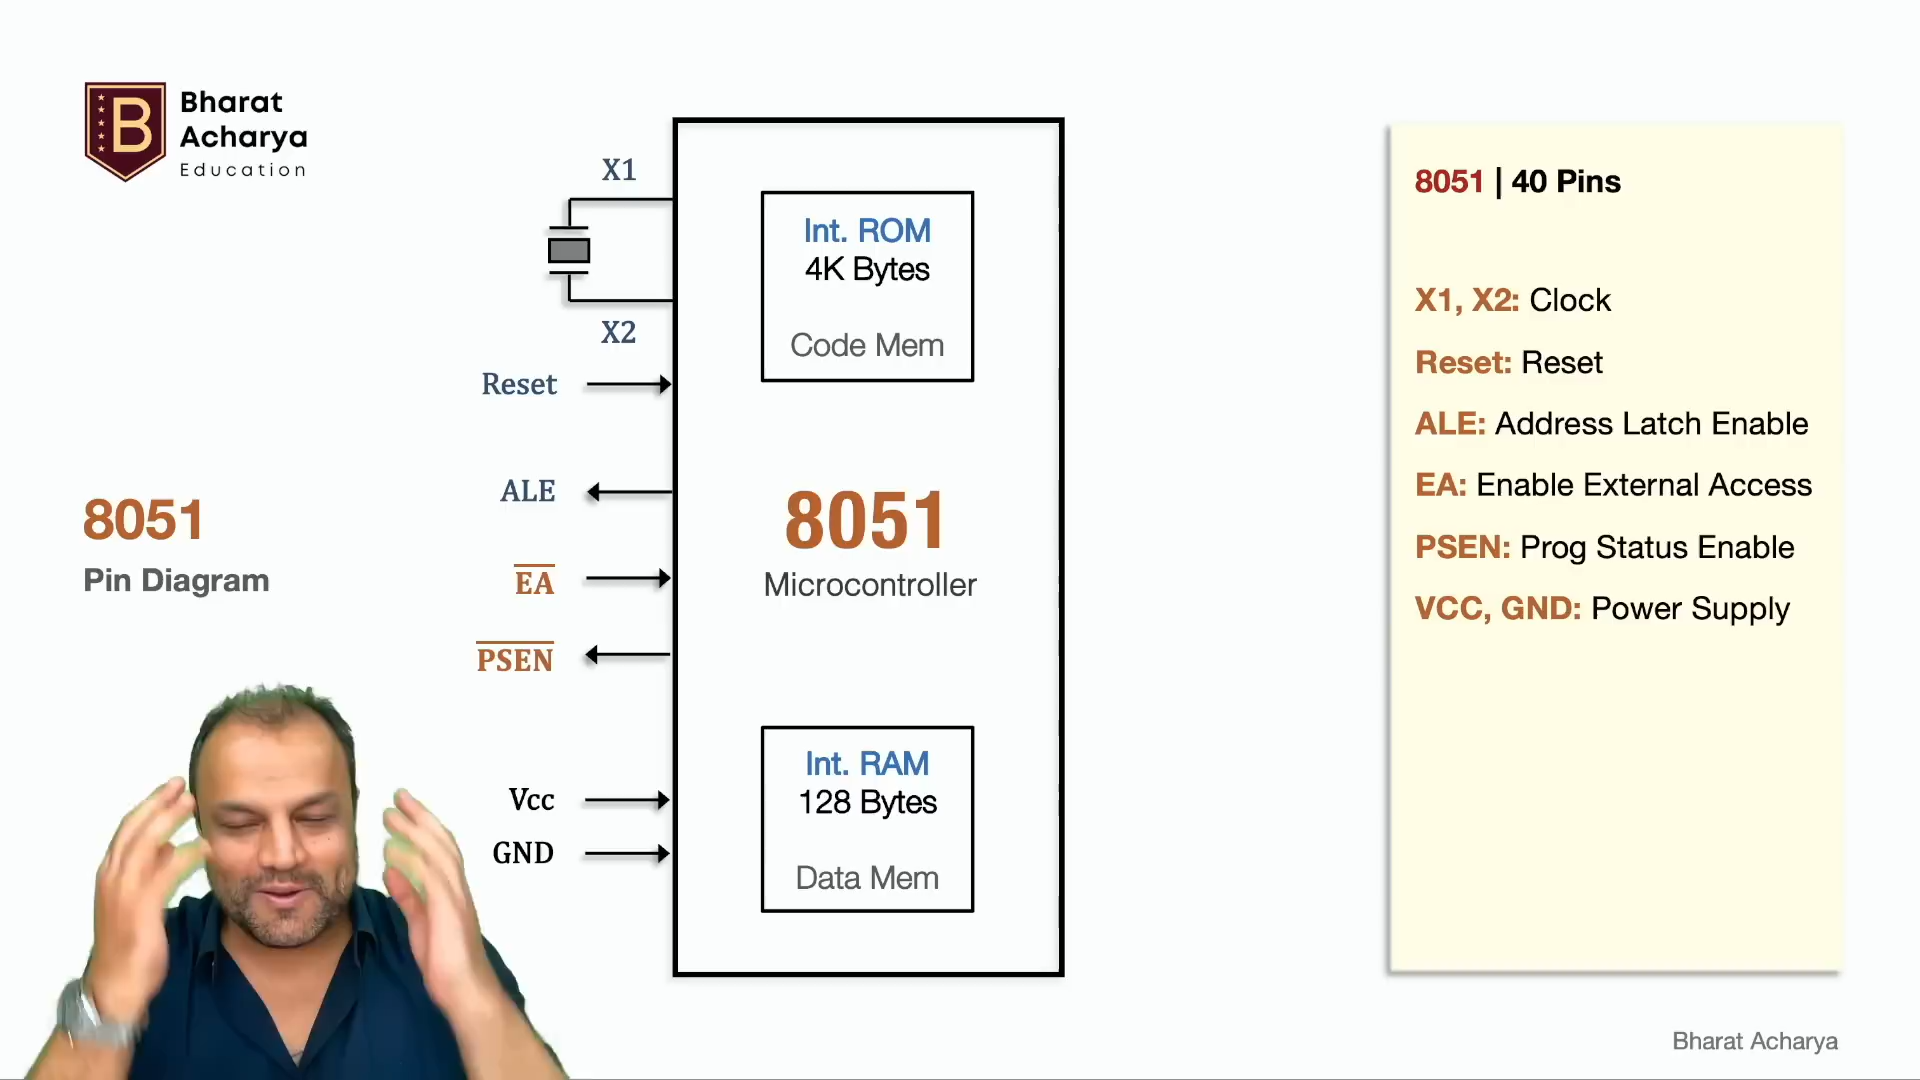 Bharat
Acharya
Education
8051
Pin Diagram
X1
X2
Reset
ALE
EA
PSEN
Vcc
GND
Int. ROM
4K Bytes
Code Mem
8051
Microcontroller
Int. RAM
128 Bytes
Data Mem
8051 | 40 Pins
X1, X2: Clock
Reset: Reset
ALE: Address Latch Enable
EA: Enable External Access
PSEN: Prog Status Enable
VCC, GND: Power Supply
Bharat Acharya